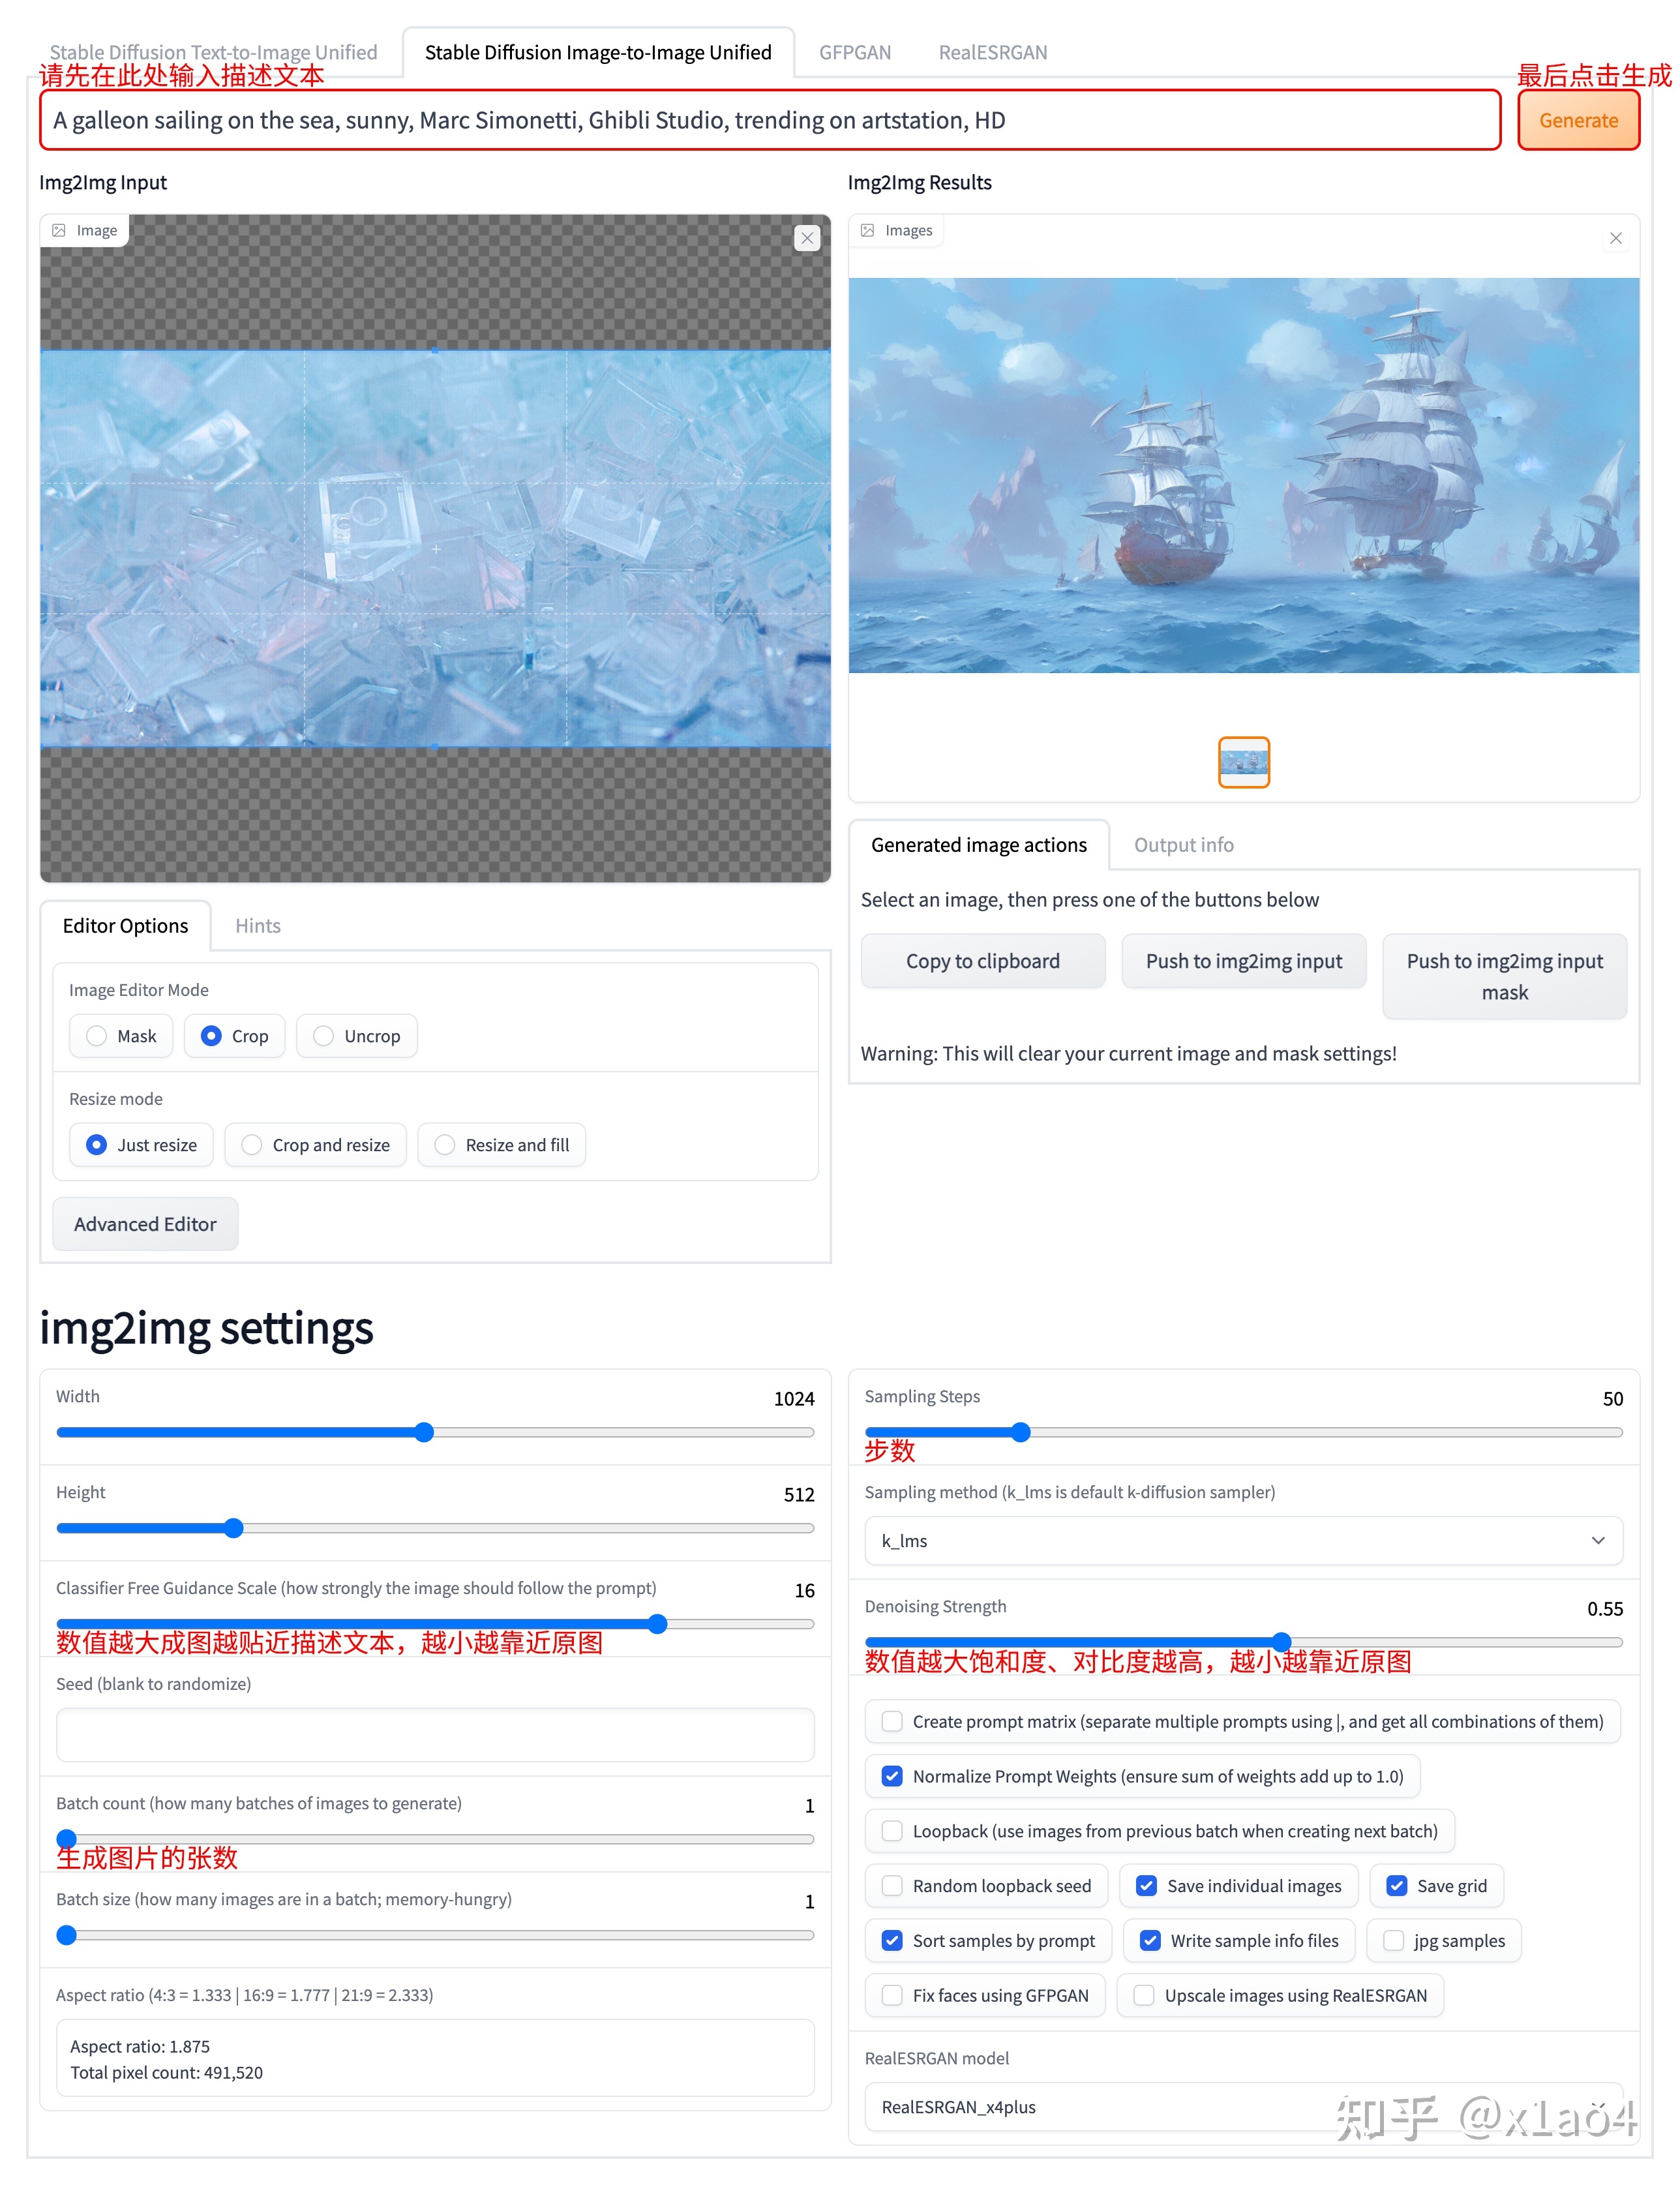 Stable Diffusion Text-to-Image Unified
Stable Diffusion Image-to-Image Unified
GFPGAN
RealESRGAN
请先在此处输入描述文本
最后点击生成
A galleon sailing on the sea, sunny, Marc Simonetti, Ghibli Studio, trending on artstation, HD
Generate
Img2Img Input
Img2Img Results
Image
Images
Generated image actions
Output info
Select an image, then press one of the buttons below
Copy to clipboard
Push to img2img input
Push to img2img input
mask
Warning: This will clear your current image and mask settings!
Editor Options
Hints
Image Editor Mode
Mask
Crop
Uncrop
Resize mode
Just resize
Crop and resize
Resize and fill
Advanced Editor
img2img settings
Width
1024
Height
512
Classifier Free Guidance Scale (how strongly the image should follow the prompt)
16
数值越大成图越贴近描述文本，越小越靠近原图
Seed (blank to randomize)
Batch count (how many batches of images to generate)
1
生成图片的张数
Batch size (how many images are in a batch; memory-hungry)
1
Aspect ratio (4:3 = 1.333 | 16:9 = 1.777 | 21:9 = 2.333)
Aspect ratio: 1.875
Total pixel count: 491,520
Sampling Steps
50
步数
Sampling method (k_lms is default k-diffusion sampler)
k_lms
Denoising Strength
0.55
数值越大饱和度、对比度越高，越小越靠近原图
Create prompt matrix (separate multiple prompts using |, and get all combinations of them)
Normalize Prompt Weights (ensure sum of weights add up to 1.0)
Loopback (use images from previous batch when creating next batch)
Random loopback seed
Save individual images
Save grid
Sort samples by prompt
Write sample info files
jpg samples
Fix faces using GFPGAN
Upscale images using RealESRGAN
RealESRGAN model
RealESRGAN_x4plus
知乎 @x1ao4